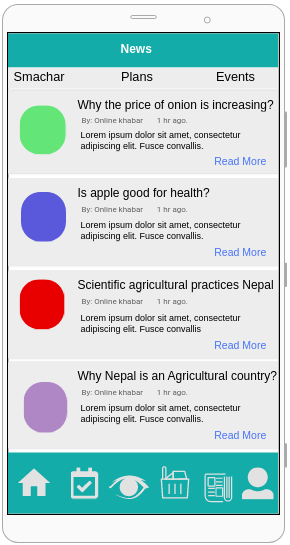 News
Smachar Plans Events
Why the price of onion is increasing?
By: Online khabar 1 hr ago.
Lorem ipsum dolor sit amet, consectetur
adipiscing elit. Fusce convallis.
Read More
Is apple good for health?
By: Online khabar 1 hr ago.
Lorem ipsum dolor sit amet, consectetur
adipiscing elit. Fusce convallis.
Read More
Scientific agricultural practices Nepal
By: Online khabar 1 hr ago.
Lorem ipsum dolor sit amet, consectetur
adipiscing elit. Fusce convallis
Read More
Why Nepal is an Agricultural country?
By: Online khabar 1 hr ago.
Lorem ipsum dolor sit amet, consectetur
adipiscing elit. Fusce convallis.
Read More